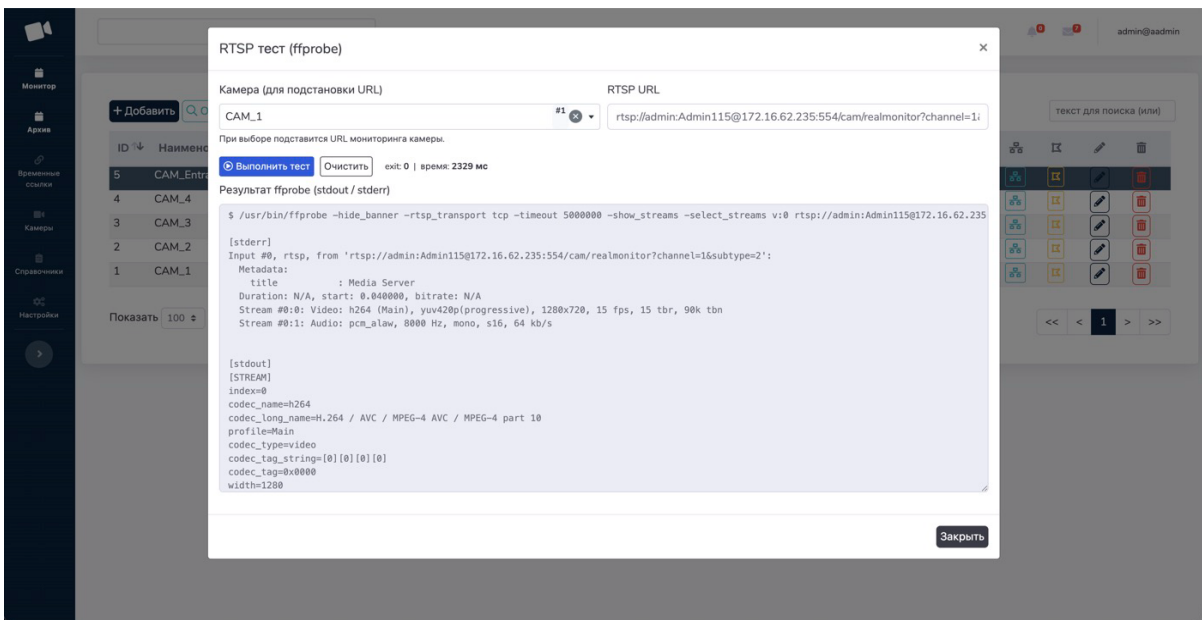 0
2
admin@aadmin
Монитор
Архив
Временные
ссылки
Камеры
Справочники
Настройки
+ Добавить
текст для поиска (или)
ID
5
CAM_4
4
CAM_3
3
CAM_2
2
CAM_1
1
Показать 100
<< < 1 > >>
RTSP тест (ffprobe)
×
Камера (для подстановки URL)
RTSP URL
CAM_1
#1
rtsp://admin:Admin115@172.16.62.235:554/cam/realmonitor?channel=1
При выборе подставится URL мониторинга камеры.
Выполнить тест
Очистить
exit: 0 | время: 2329 мс
Результат ffprobe (stdout / stderr)
$ /usr/bin/ffprobe -hide_banner -rtsp_transport tcp -timeout 5000000 -show_streams -select_streams v:0 rtsp://admin:Admin115@172.16.62.235
[stderr]
Input #0, rtsp, from 'rtsp://admin:Admin115@172.16.62.235:554/cam/realmonitor?channel=1&subtype=2':
Metadata:
title : Media Server
Duration: N/A, start: 0.040000, bitrate: N/A
Stream #0:0: Video: h264 (Main), yuv420p(progressive), 1280x720, 15 fps, 15 tbr, 90k tbn
Stream #0:1: Audio: pcm_alaw, 8000 Hz, mono, s16, 64 kb/s
[stdout]
[STREAM]
index=0
codec_name=h264
codec_long_name=H.264 / AVC / MPEG-4 AVC / MPEG-4 part 10
profile=Main
codec_type=video
codec_tag_string=[0][0][0][0]
codec_tag=0x0000
width=1280
Закрыть